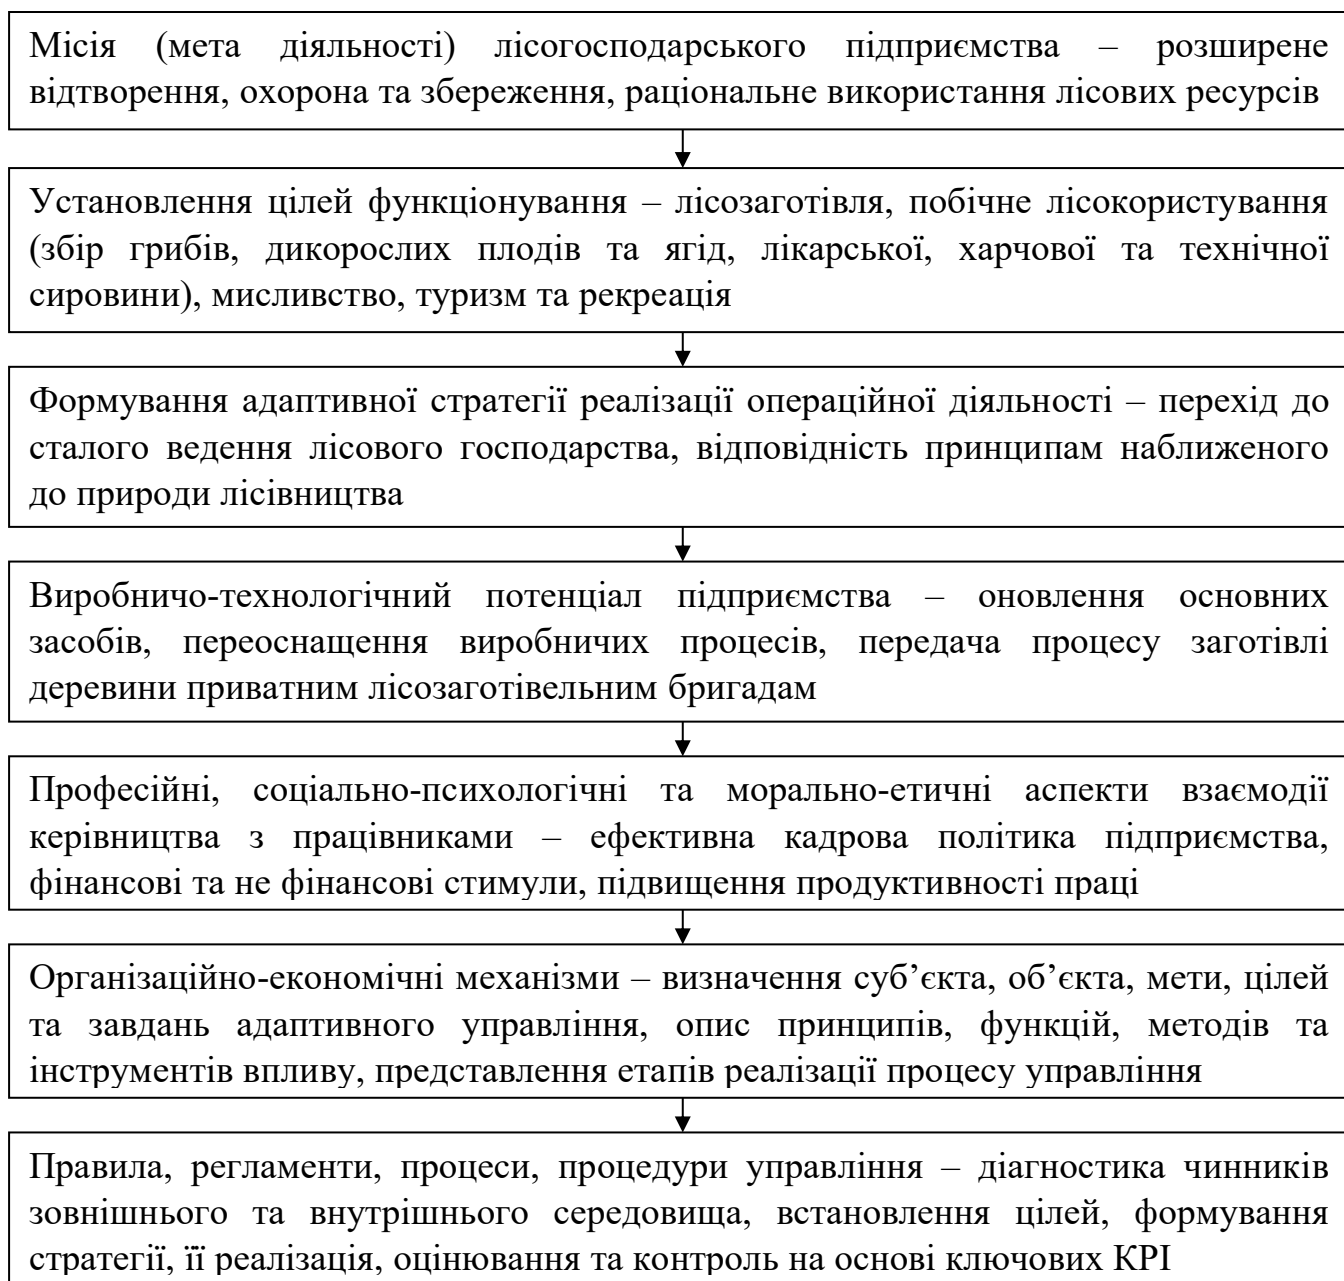 Місія (мета діяльності) лісогосподарського підприємства – розширене
відтворення, охорона та збереження, раціональне використання лісових ресурсів
Установлення цілей функціонування – лісозаготівля, побічне лісокористування
(збір грибів, дикорослих плодів та ягід, лікарської, харчової та технічної
сировини), мисливство, туризм та рекреація
Формування адаптивної стратегії реалізації операційної діяльності – перехід до
сталого ведення лісового господарства, відповідність принципам наближеного
до природи лісівництва
Виробничо-технологічний потенціал підприємства – оновлення основних
засобів, переоснащення виробничих процесів, передача процесу заготівлі
деревини приватним лісозаготівельним бригадам
Професійні, соціально-психологічні та морально-етичні аспекти взаємодії
керівництва з працівниками – ефективна кадрова політика підприємства,
фінансові та не фінансові стимули, підвищення продуктивності праці
Організаційно-економічні механізми – визначення суб’єкта, об’єкта, мети, цілей
та завдань адаптивного управління, опис принципів, функцій, методів та
інструментів впливу, представлення етапів реалізації процесу управління
Правила, регламенти, процеси, процедури управління – діагностика чинників
зовнішнього та внутрішнього середовища, встановлення цілей, формування
стратегії, її реалізація, оцінювання та контроль на основі ключових КРІ